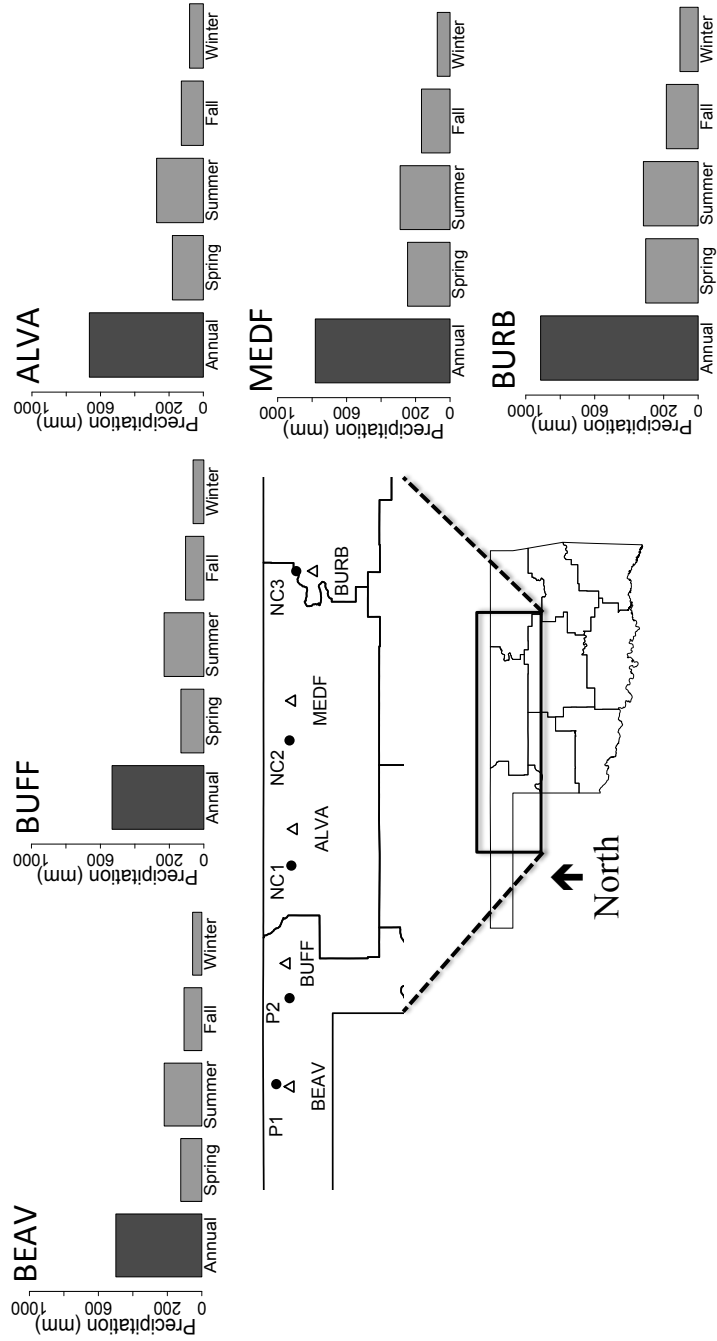 BEAV
Precipitation (mm)
1000
600
200
0
Annual
Spring
Summer
Fall
Winter
BUFF
Precipitation (mm)
1000
600
200
0
Annual
Spring
Summer
Fall
Winter
ALVA
Precipitation (mm)
1000
600
200
0
Annual
Spring
Summer
Fall
Winter
MEDF
Precipitation (mm)
1000
600
200
0
Annual
Spring
Summer
Fall
Winter
BURB
Precipitation (mm)
1000
600
200
0
Annual
Spring
Summer
Fall
Winter
P1
BEAV
P2
BUFF
NC1
ALVA
NC2
MEDF
NC3
BURB
North